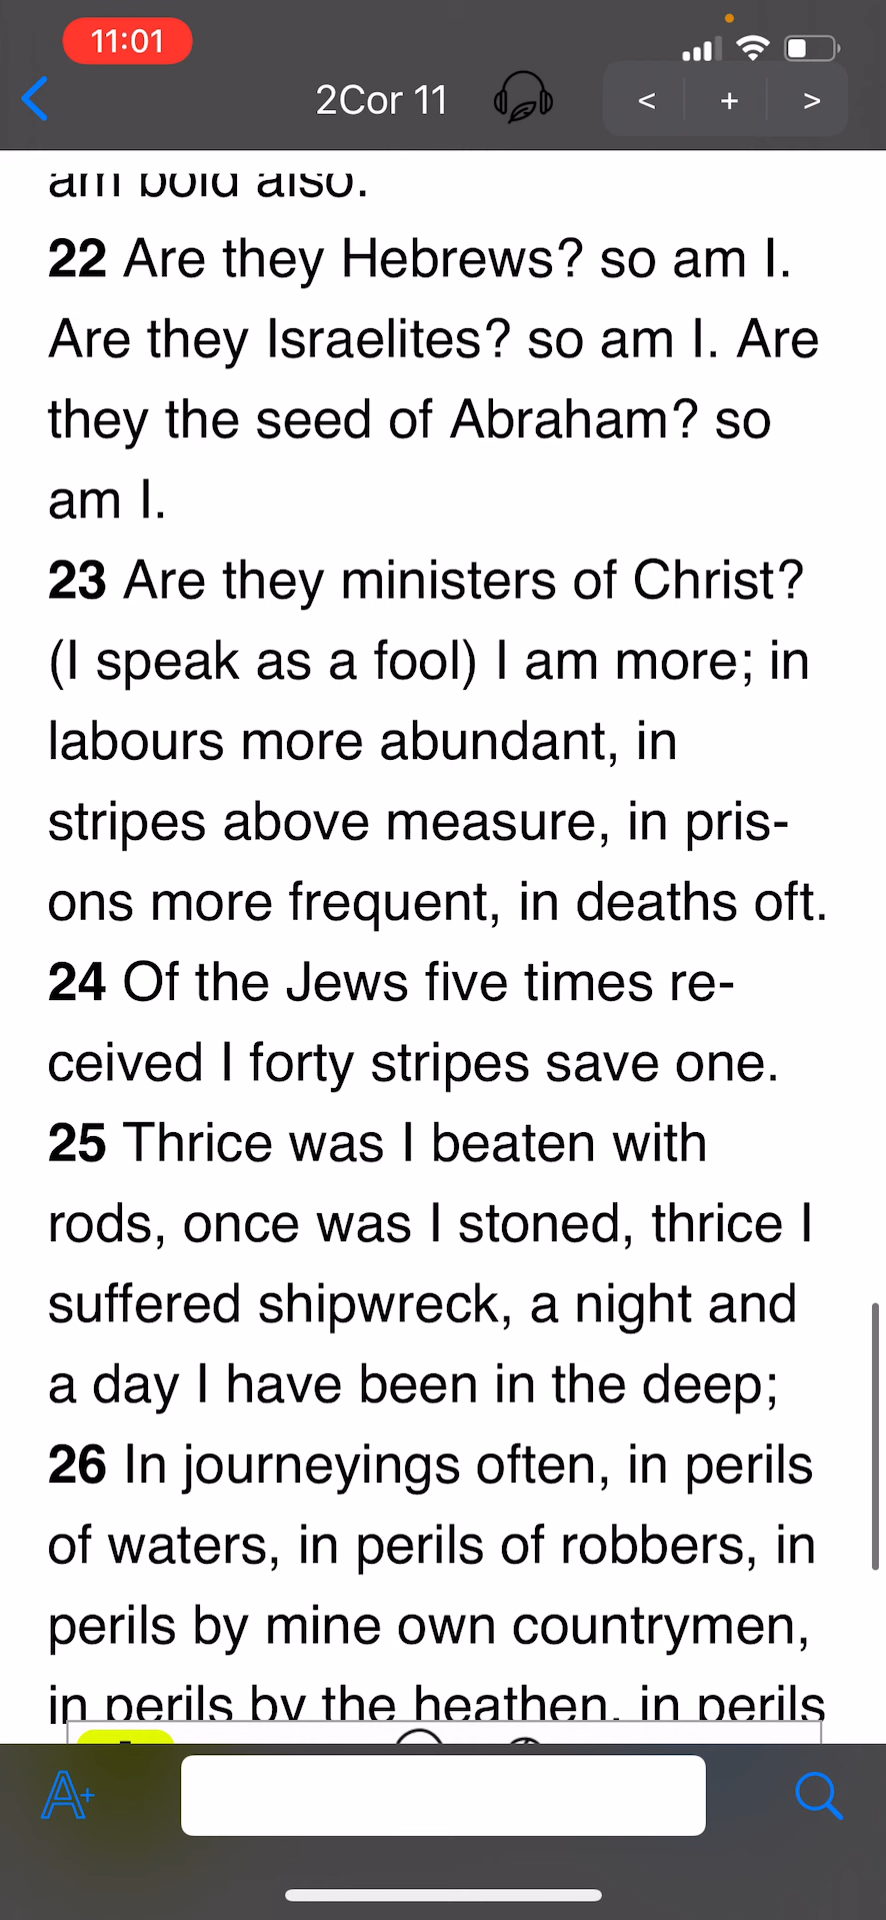 11:01
2Cor 11
< + >
am bold also.
22 Are they Hebrews? so am I.
Are they Israelites? so am I. Are
they the seed of Abraham? so
am I.
23 Are they ministers of Christ?
(I speak as a fool) I am more; in
labours more abundant, in
stripes above measure, in pris-
ons more frequent, in deaths oft.
24 Of the Jews five times re-
ceived I forty stripes save one.
25 Thrice was I beaten with
rods, once was I stoned, thrice I
suffered shipwreck, a night and
a day I have been in the deep;
26 In journeyings often, in perils
of waters, in perils of robbers, in
perils by mine own countrymen,
in perils by the heathen, in perils
A+